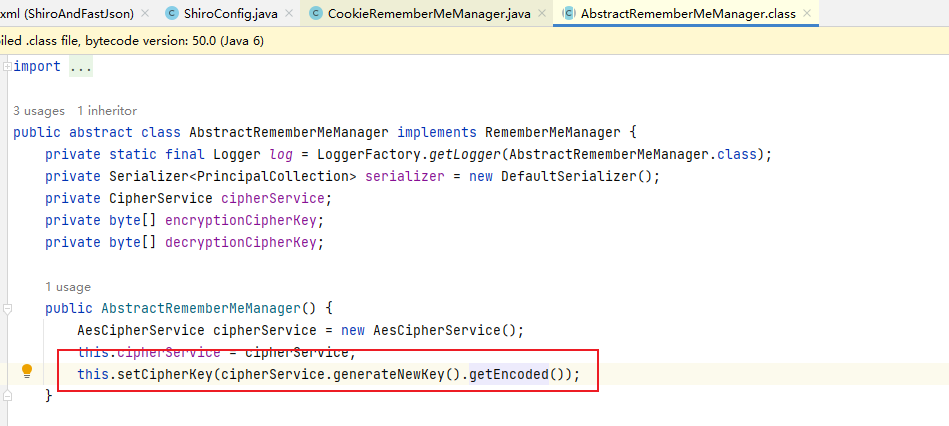 xml (ShiroAndFastJson) ShiroConfig.java CookieRememberMeManager.java AbstractRememberMeManager.class
iled .class file, bytecode version: 50.0 (Java 6)
import ...
3 usages 1 inheritor
public abstract class AbstractRememberMeManager implements RememberMeManager {
private static final Logger log = LoggerFactory.getLogger(AbstractRememberMeManager.class);
private Serializer<PrincipalCollection> serializer = new DefaultSerializer();
private CipherService cipherService;
private byte[] encryptionCipherKey;
private byte[] decryptionCipherKey;
1 usage
public AbstractRememberMeManager() {
AesCipherService cipherService = new AesCipherService();
this.cipherService = cipherService;
this.setCipherKey(cipherService.generateNewKey().getEncoded());
}